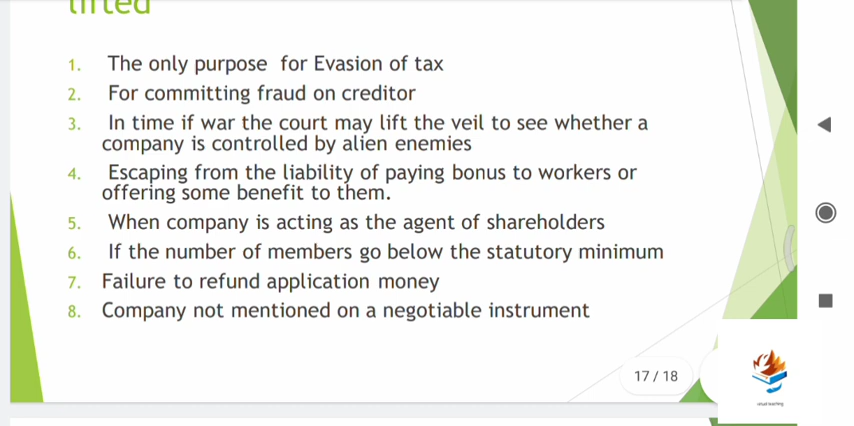 lifted
1. The only purpose for Evasion of tax
2. For committing fraud on creditor
3. In time if war the court may lift the veil to see whether a
company is controlled by alien enemies
4. Escaping from the liability of paying bonus to workers or
offering some benefit to them.
5. When company is acting as the agent of shareholders
6. If the number of members go below the statutory minimum
7. Failure to refund application money
8. Company not mentioned on a negotiable instrument
17 / 18